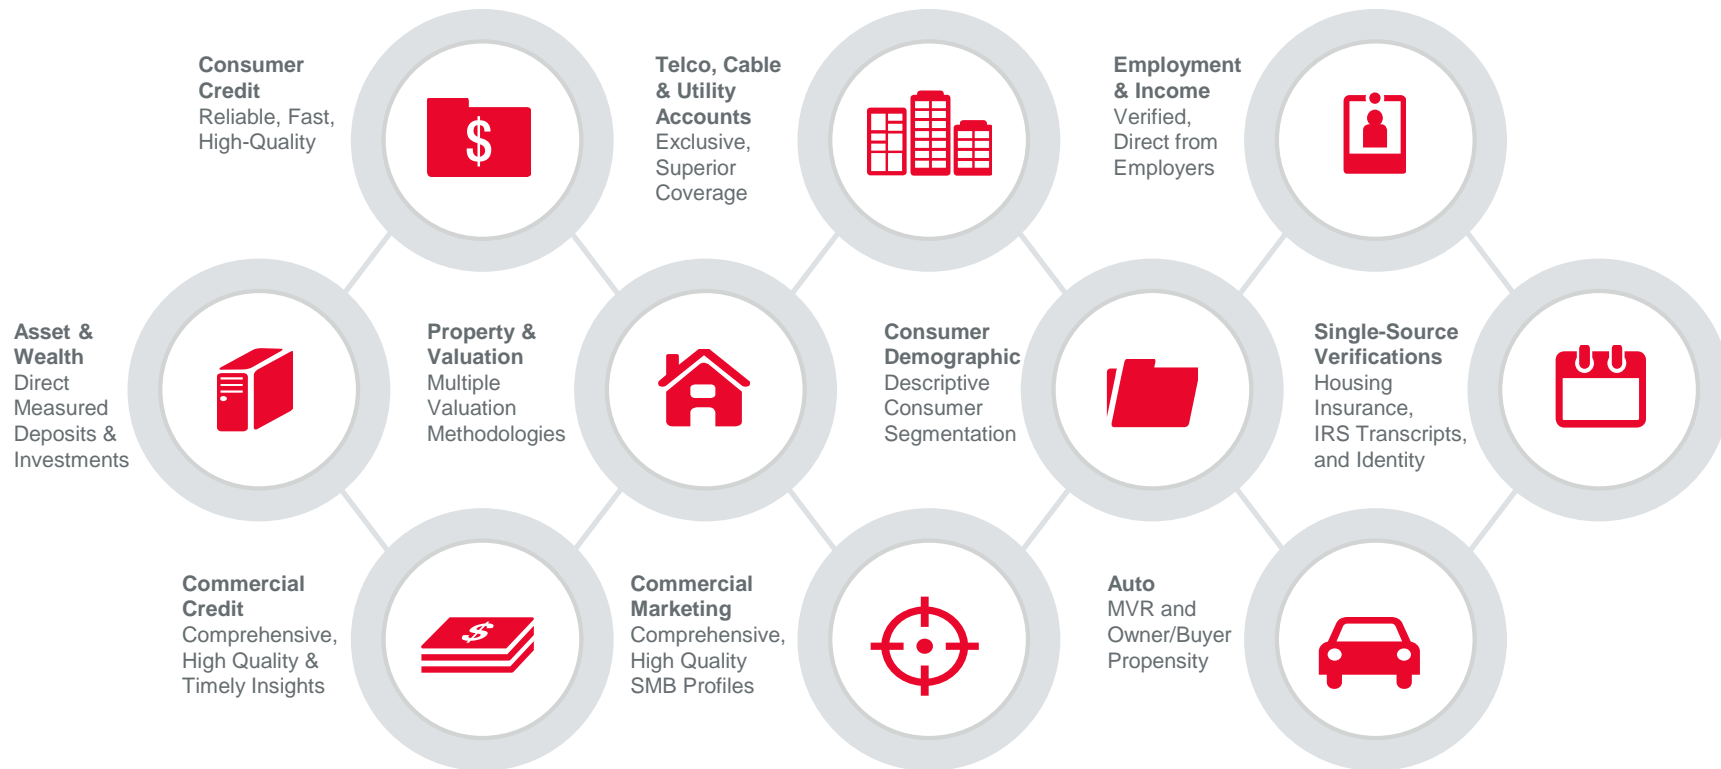 Consumer
Credit
Reliable, Fast,
High-Quality
$
Telco, Cable
& Utility
Accounts
Exclusive,
Superior
Coverage
Employment
& Income
Verified,
Direct from
Employers
Asset &
Wealth
Direct
Measured
Deposits &
Investments
Property &
Valuation
Multiple
Valuation
Methodologies
Consumer
Demographic
Descriptive
Consumer
Segmentation
Single-Source
Verifications
Housing
Insurance,
IRS Transcripts,
and Identity
Commercial
Credit
Comprehensive,
High Quality &
Timely Insights
$
Commercial
Marketing
Comprehensive,
High Quality
SMB Profiles
Auto
MVR and
Owner/Buyer
Propensity